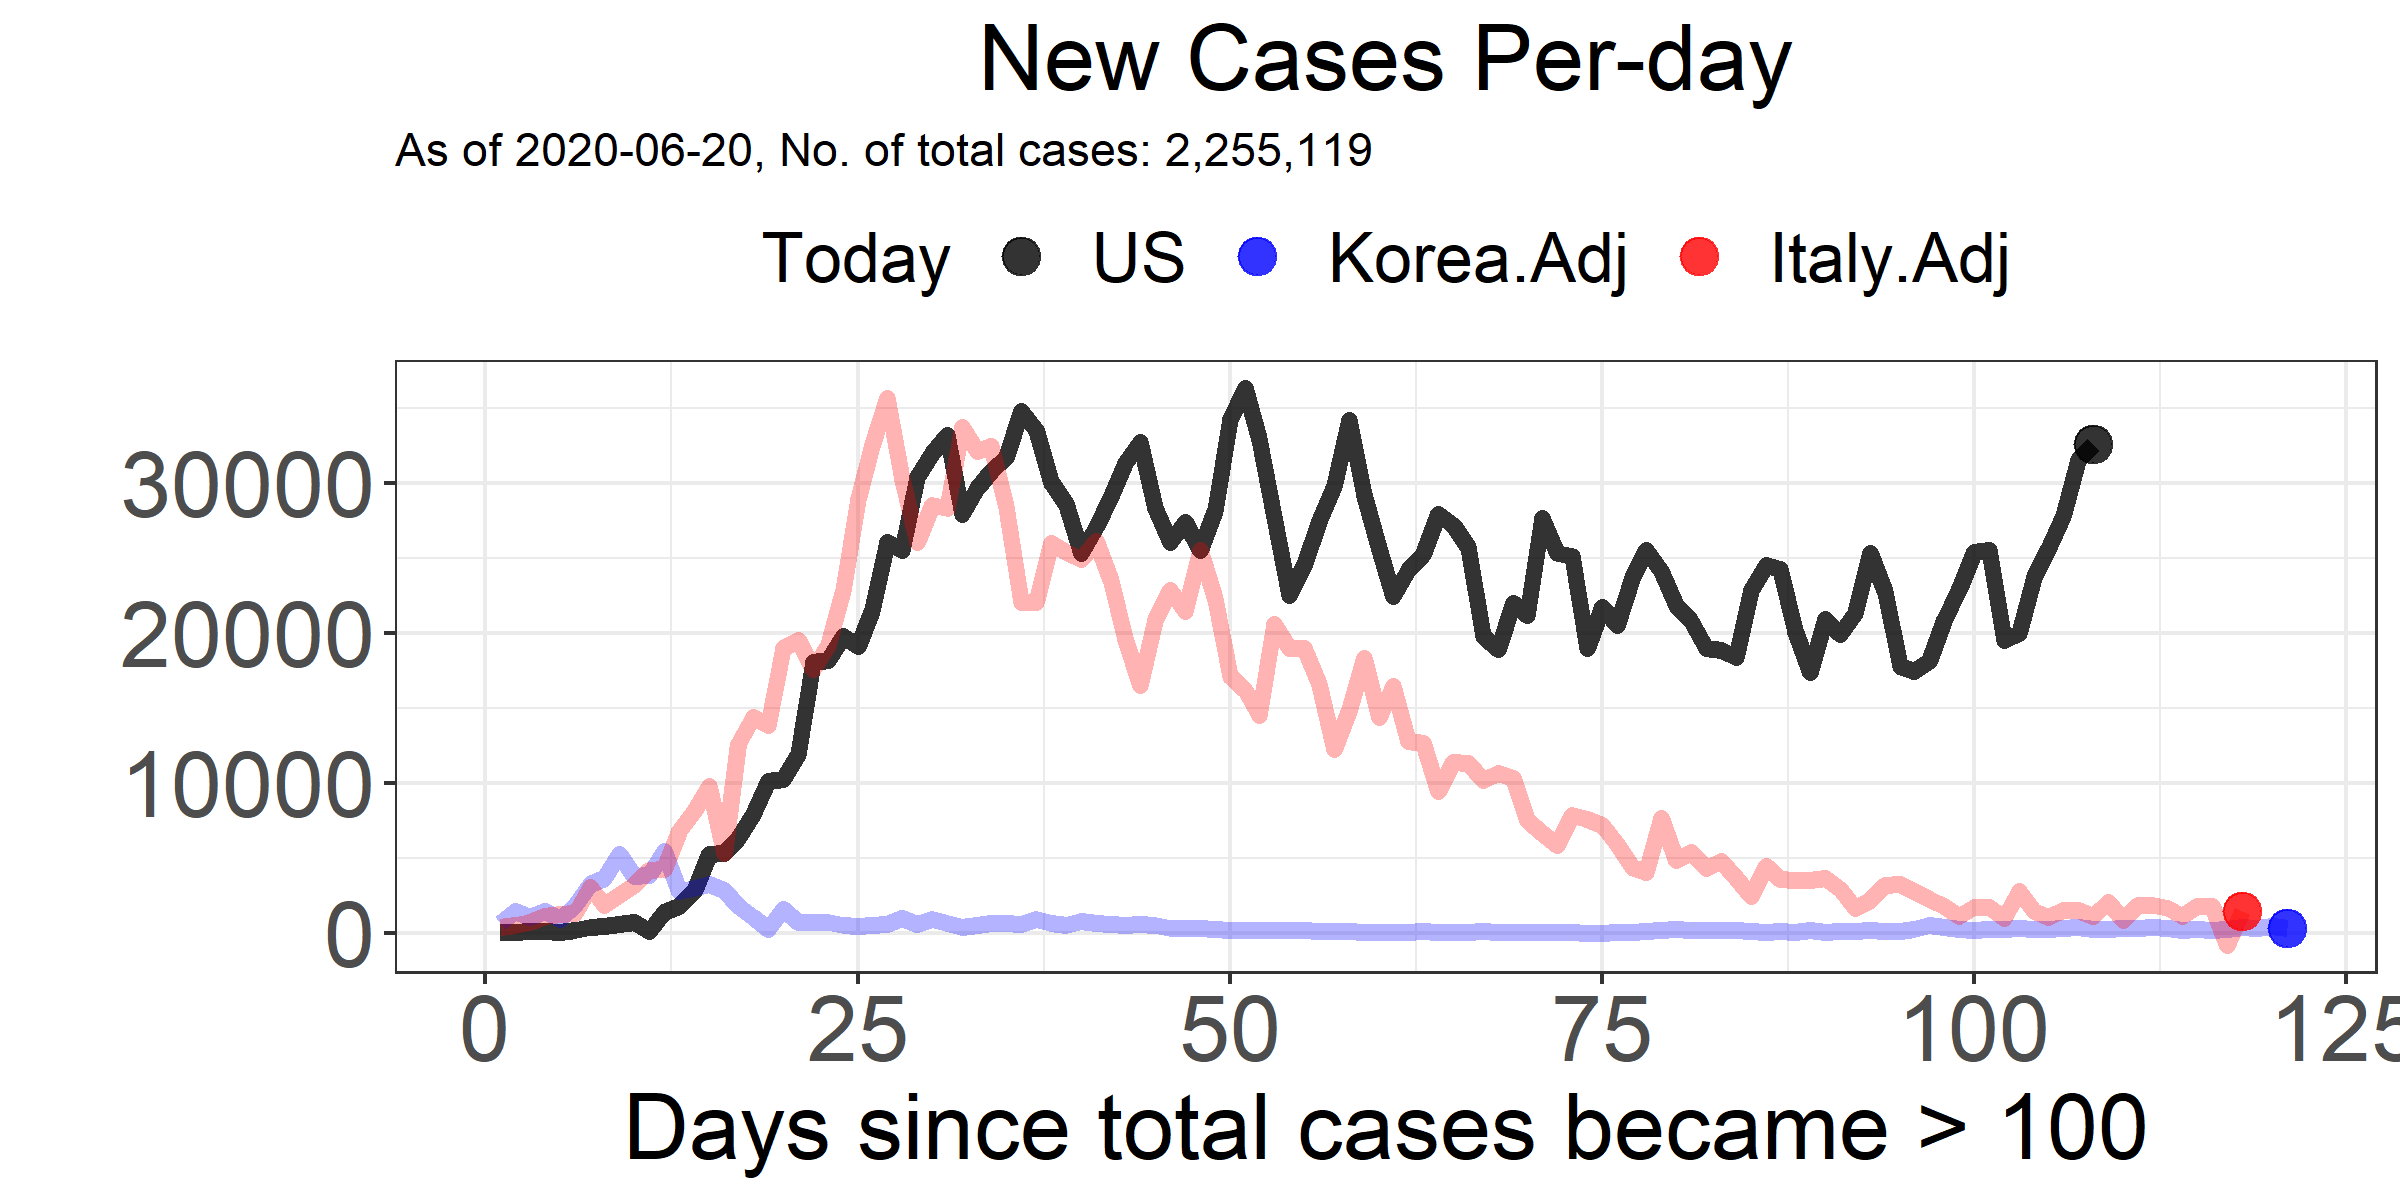 New Cases Per-day
As of 2020-06-20, No. of total cases: 2,255,119
Today US Korea.Adj Italy.Adj
30000
20000
10000
0
0 25 50 75 100 125
Days since total cases became > 100